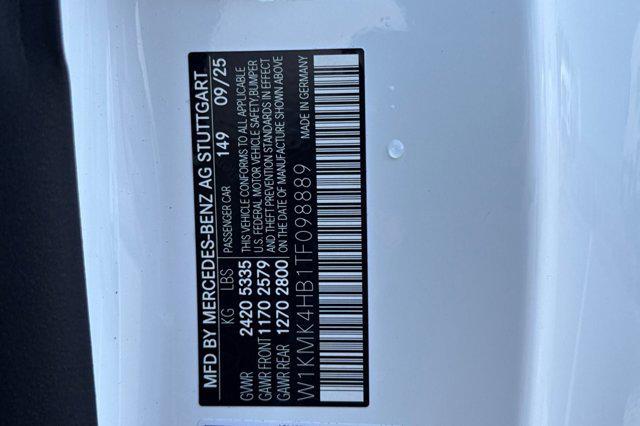 MFD BY MERCEDES-BENZ AG STUTTGART
KG LBS PASSENGER CAR 149 09/25
GVWR 2420 5335 THIS VEHICLE CONFORMS TO ALL APPLICABLE
GAWR FRONT 1170 2579 U.S. FEDERAL MOTOR VEHICLE SAFETY, BUMPER
AND THEFT PREVENTION STANDARDS IN EFFECT
GAWR REAR 1270 2800 ON THE DATE OF MANUFACTURE SHOWN ABOVE
W1KMK4HB1TF098889 MADE IN GERMANY